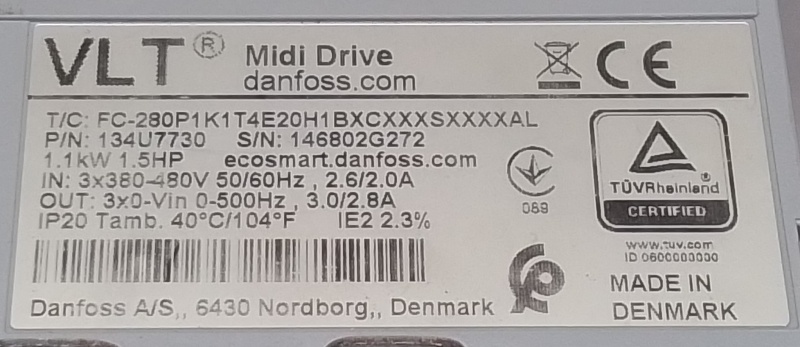 VLT® Midi Drive
danfoss.com
CE
T/C: FC-280P1K1T4E20H1BXCXXXSXXXXAL
P/N: 134U7730 S/N: 146802G272
1.1kW 1.5HP ecosmart.danfoss.com
IN: 3x380-480V 50/60Hz , 2.6/2.0A
OUT: 3x0-Vin 0-500Hz , 3.0/2.8A
IP20 Tamb. 40°C/104°F IE2 2.3%
089
TÜVRheinland®
CERTIFIED
www.tuv.com
ID 0600000000
MADE IN
DENMARK
Danfoss A/S,, 6430 Nordborg,, Denmark